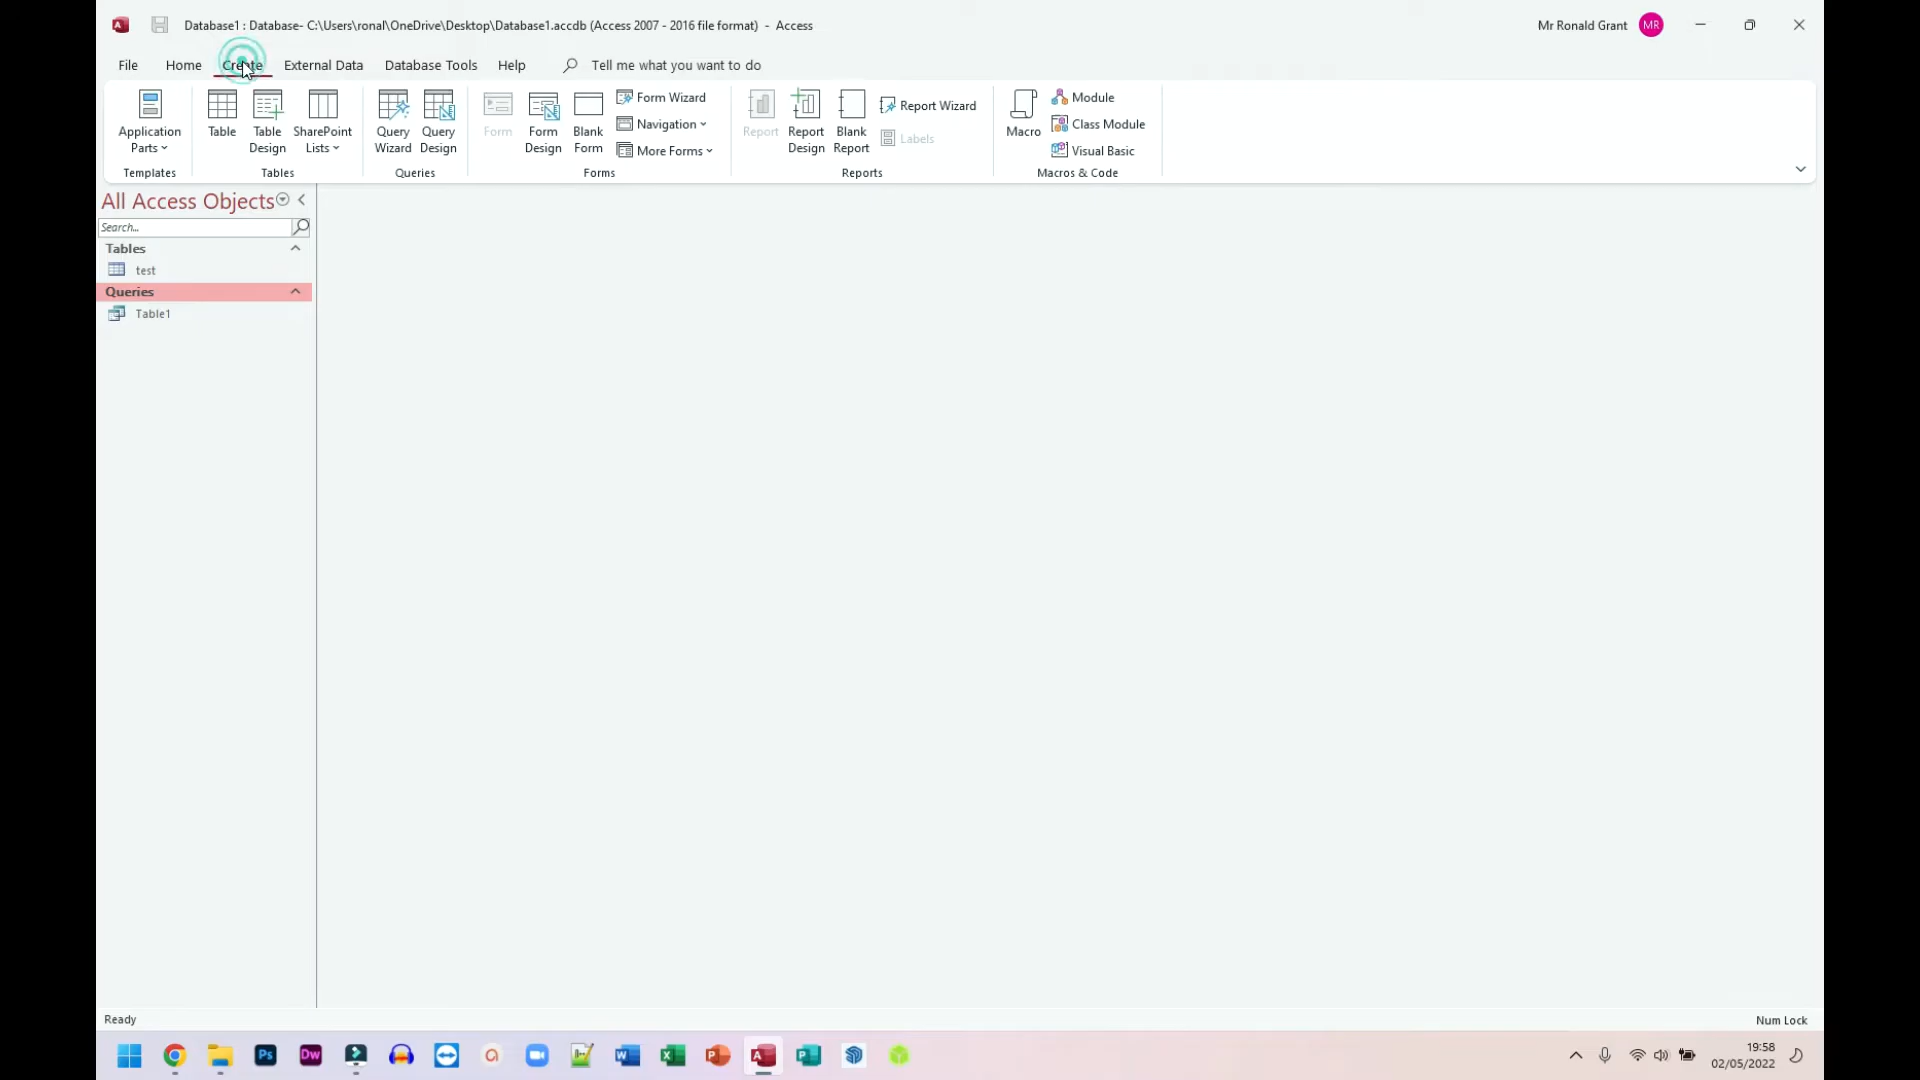 Database1 : Database- C:\Users\ronal\OneDrive\Desktop\Database1.accdb (Access 2007 - 2016 file format) - Access
Mr Ronald Grant
MR
File
Home
Create
External Data
Database Tools
Help
Tell me what you want to do
Application
Parts
Templates
Table
Table
Design
SharePoint
Lists
Tables
Query
Wizard
Query
Design
Queries
Form
Form
Design
Blank
Form
Form Wizard
Navigation
More Forms
Forms
Report
Report
Design
Blank
Report
Report Wizard
Labels
Reports
Macro
Module
Class Module
Visual Basic
Macros & Code
All Access Objects
Search...
Tables
test
Queries
Table1
Ready
Num Lock
Ps
Dw
19:58
02/05/2022